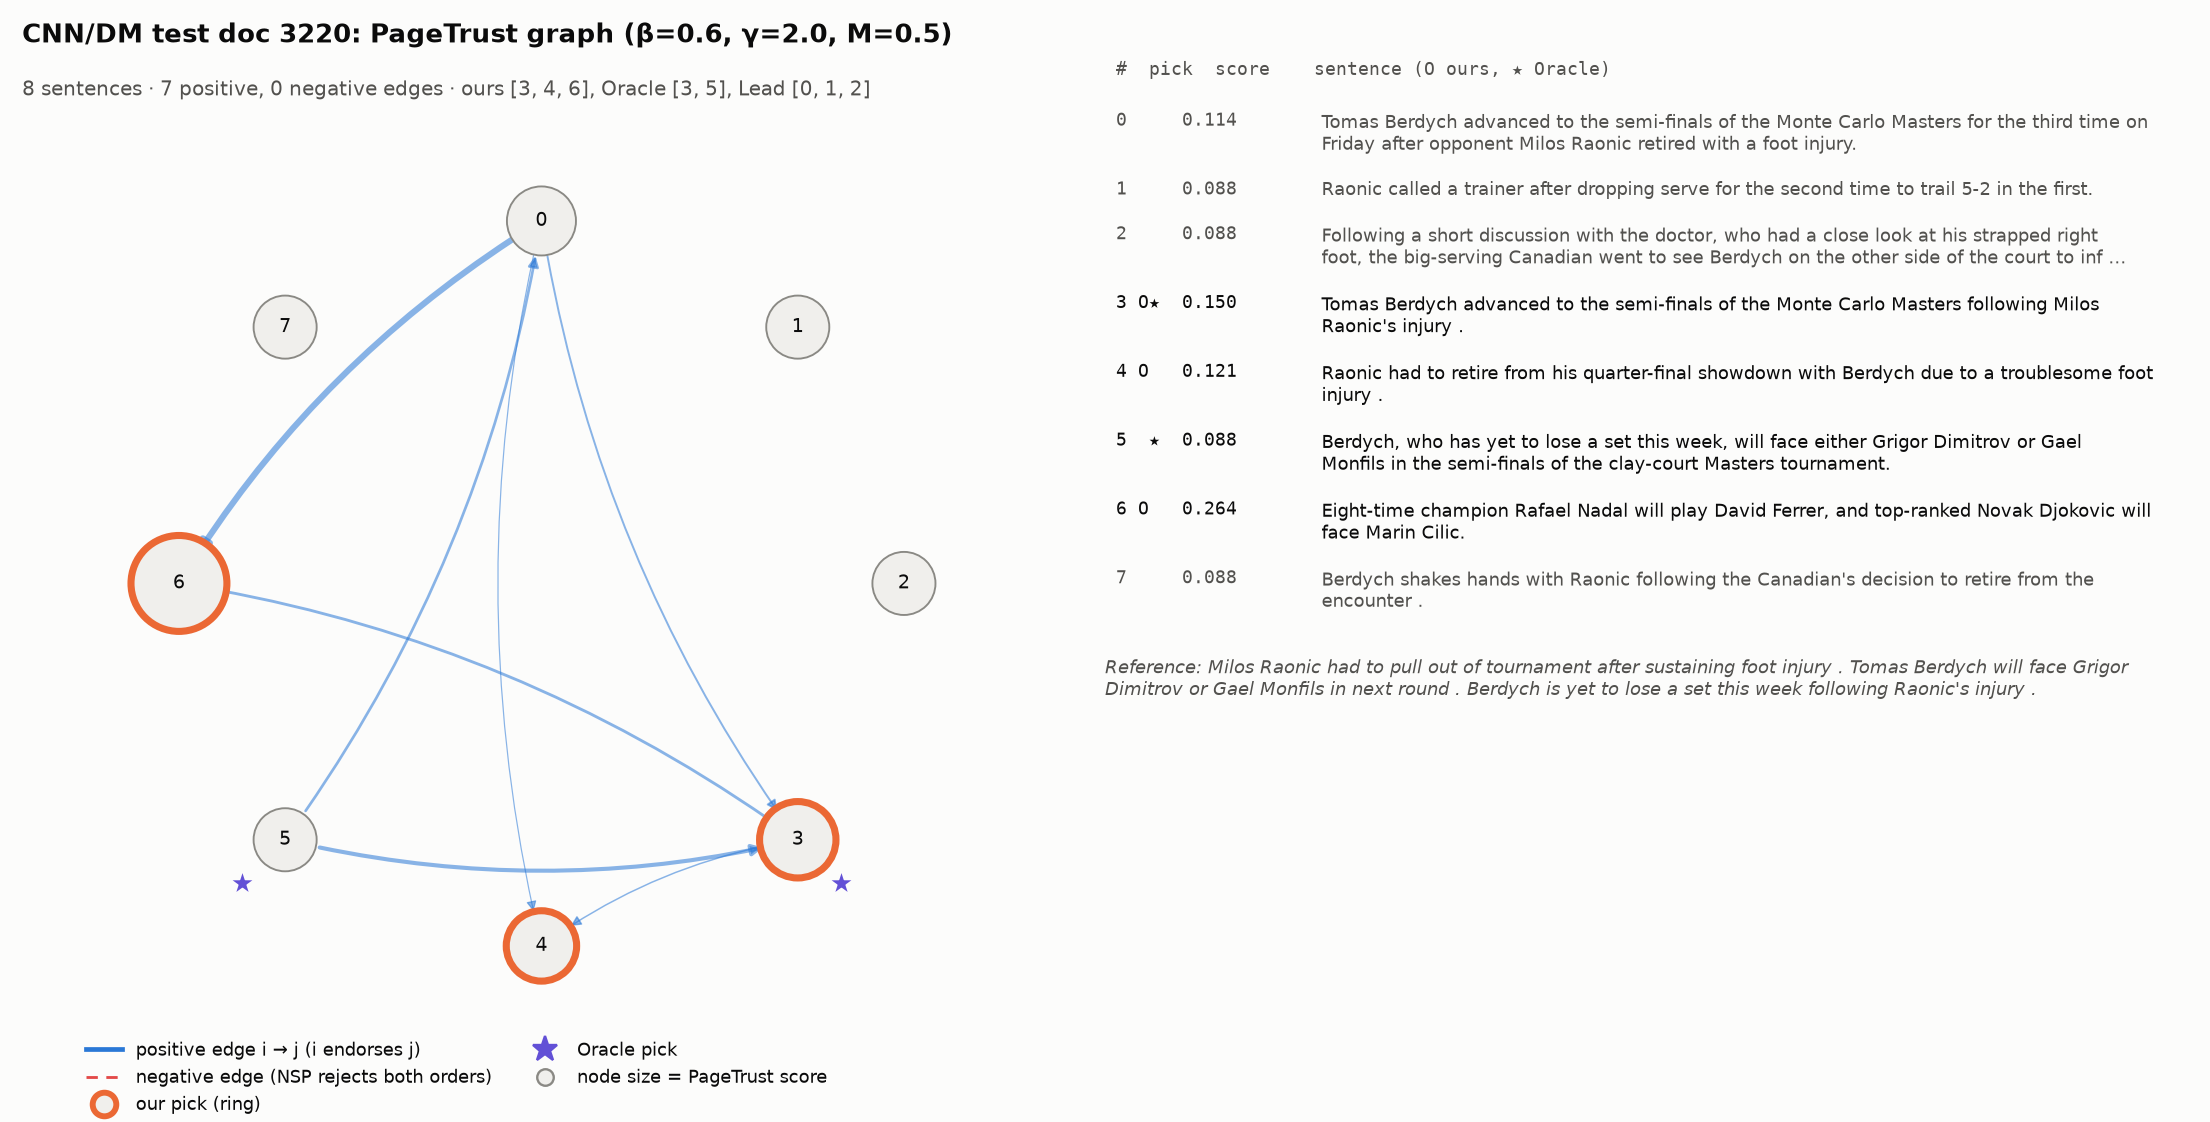 CNN/DM test doc 3220: PageTrust graph (β=0.6, γ=2.0, M=0.5)
8 sentences · 7 positive, 0 negative edges · ours [3, 4, 6], Oracle [3, 5], Lead [0, 1, 2]
0
7
1
6
2
5
3
4
positive edge i → j (i endorses j)
negative edge (NSP rejects both orders)
our pick (ring)
Oracle pick
node size = PageTrust score
# pick score sentence (O ours, ★ Oracle)
0 0.114 Tomas Berdych advanced to the semi-finals of the Monte Carlo Masters for the third time on
Friday after opponent Milos Raonic retired with a foot injury.
1 0.088 Raonic called a trainer after dropping serve for the second time to trail 5-2 in the first.
2 0.088 Following a short discussion with the doctor, who had a close look at his strapped right
foot, the big-serving Canadian went to see Berdych on the other side of the court to inf ...
3 O★ 0.150 Tomas Berdych advanced to the semi-finals of the Monte Carlo Masters following Milos
Raonic's injury .
4 O 0.121 Raonic had to retire from his quarter-final showdown with Berdych due to a troublesome foot
injury .
5 ★ 0.088 Berdych, who has yet to lose a set this week, will face either Grigor Dimitrov or Gael
Monfils in the semi-finals of the clay-court Masters tournament.
6 O 0.264 Eight-time champion Rafael Nadal will play David Ferrer, and top-ranked Novak Djokovic will
face Marin Cilic.
7 0.088 Berdych shakes hands with Raonic following the Canadian's decision to retire from the
encounter .
Reference: Milos Raonic had to pull out of tournament after sustaining foot injury . Tomas Berdych will face Grigor
Dimitrov or Gael Monfils in next round . Berdych is yet to lose a set this week following Raonic's injury .